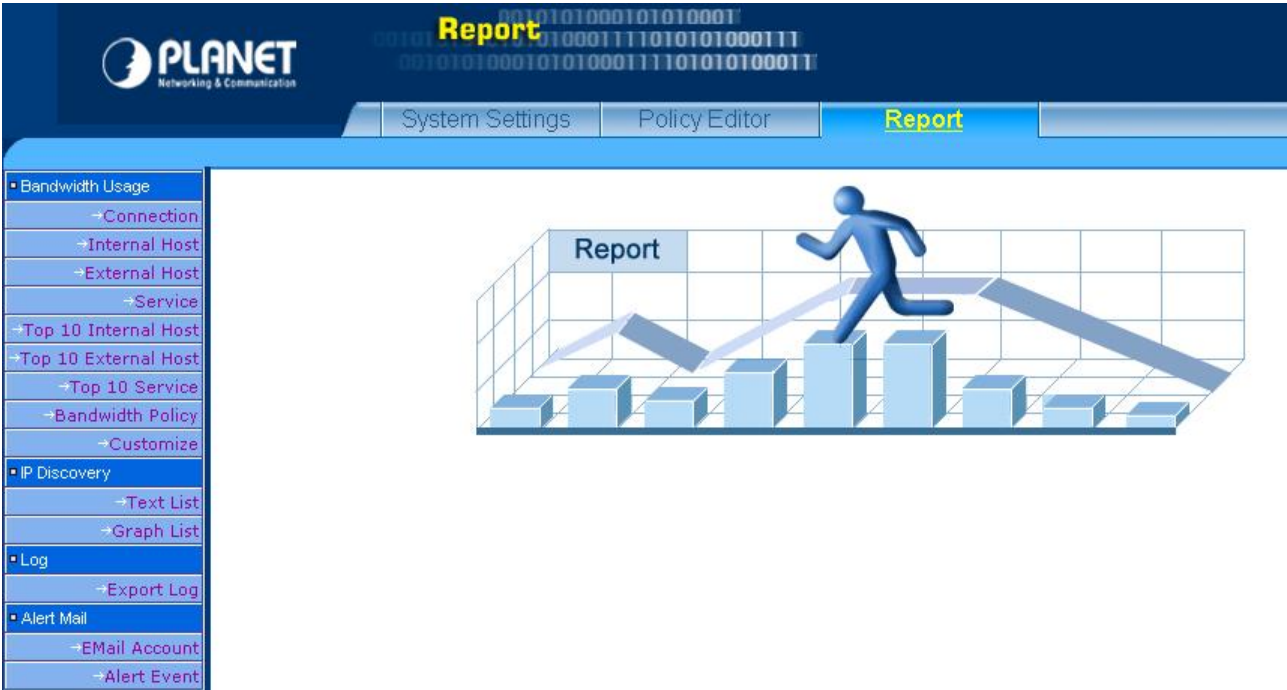 Report
PLANET
Networking & Communication
0010101000101010001
0010101000111101010100011
System Settings
Policy Editor
Report
Bandwidth Usage
→Connection
→Internal Host
→External Host
→Service
→Top 10 Internal Host
→Top 10 External Host
→Top 10 Service
→Bandwidth Policy
→Customize
IP Discovery
→Text List
→Graph List
Log
→Export Log
Alert Mail
→EMail Account
→Alert Event
Report